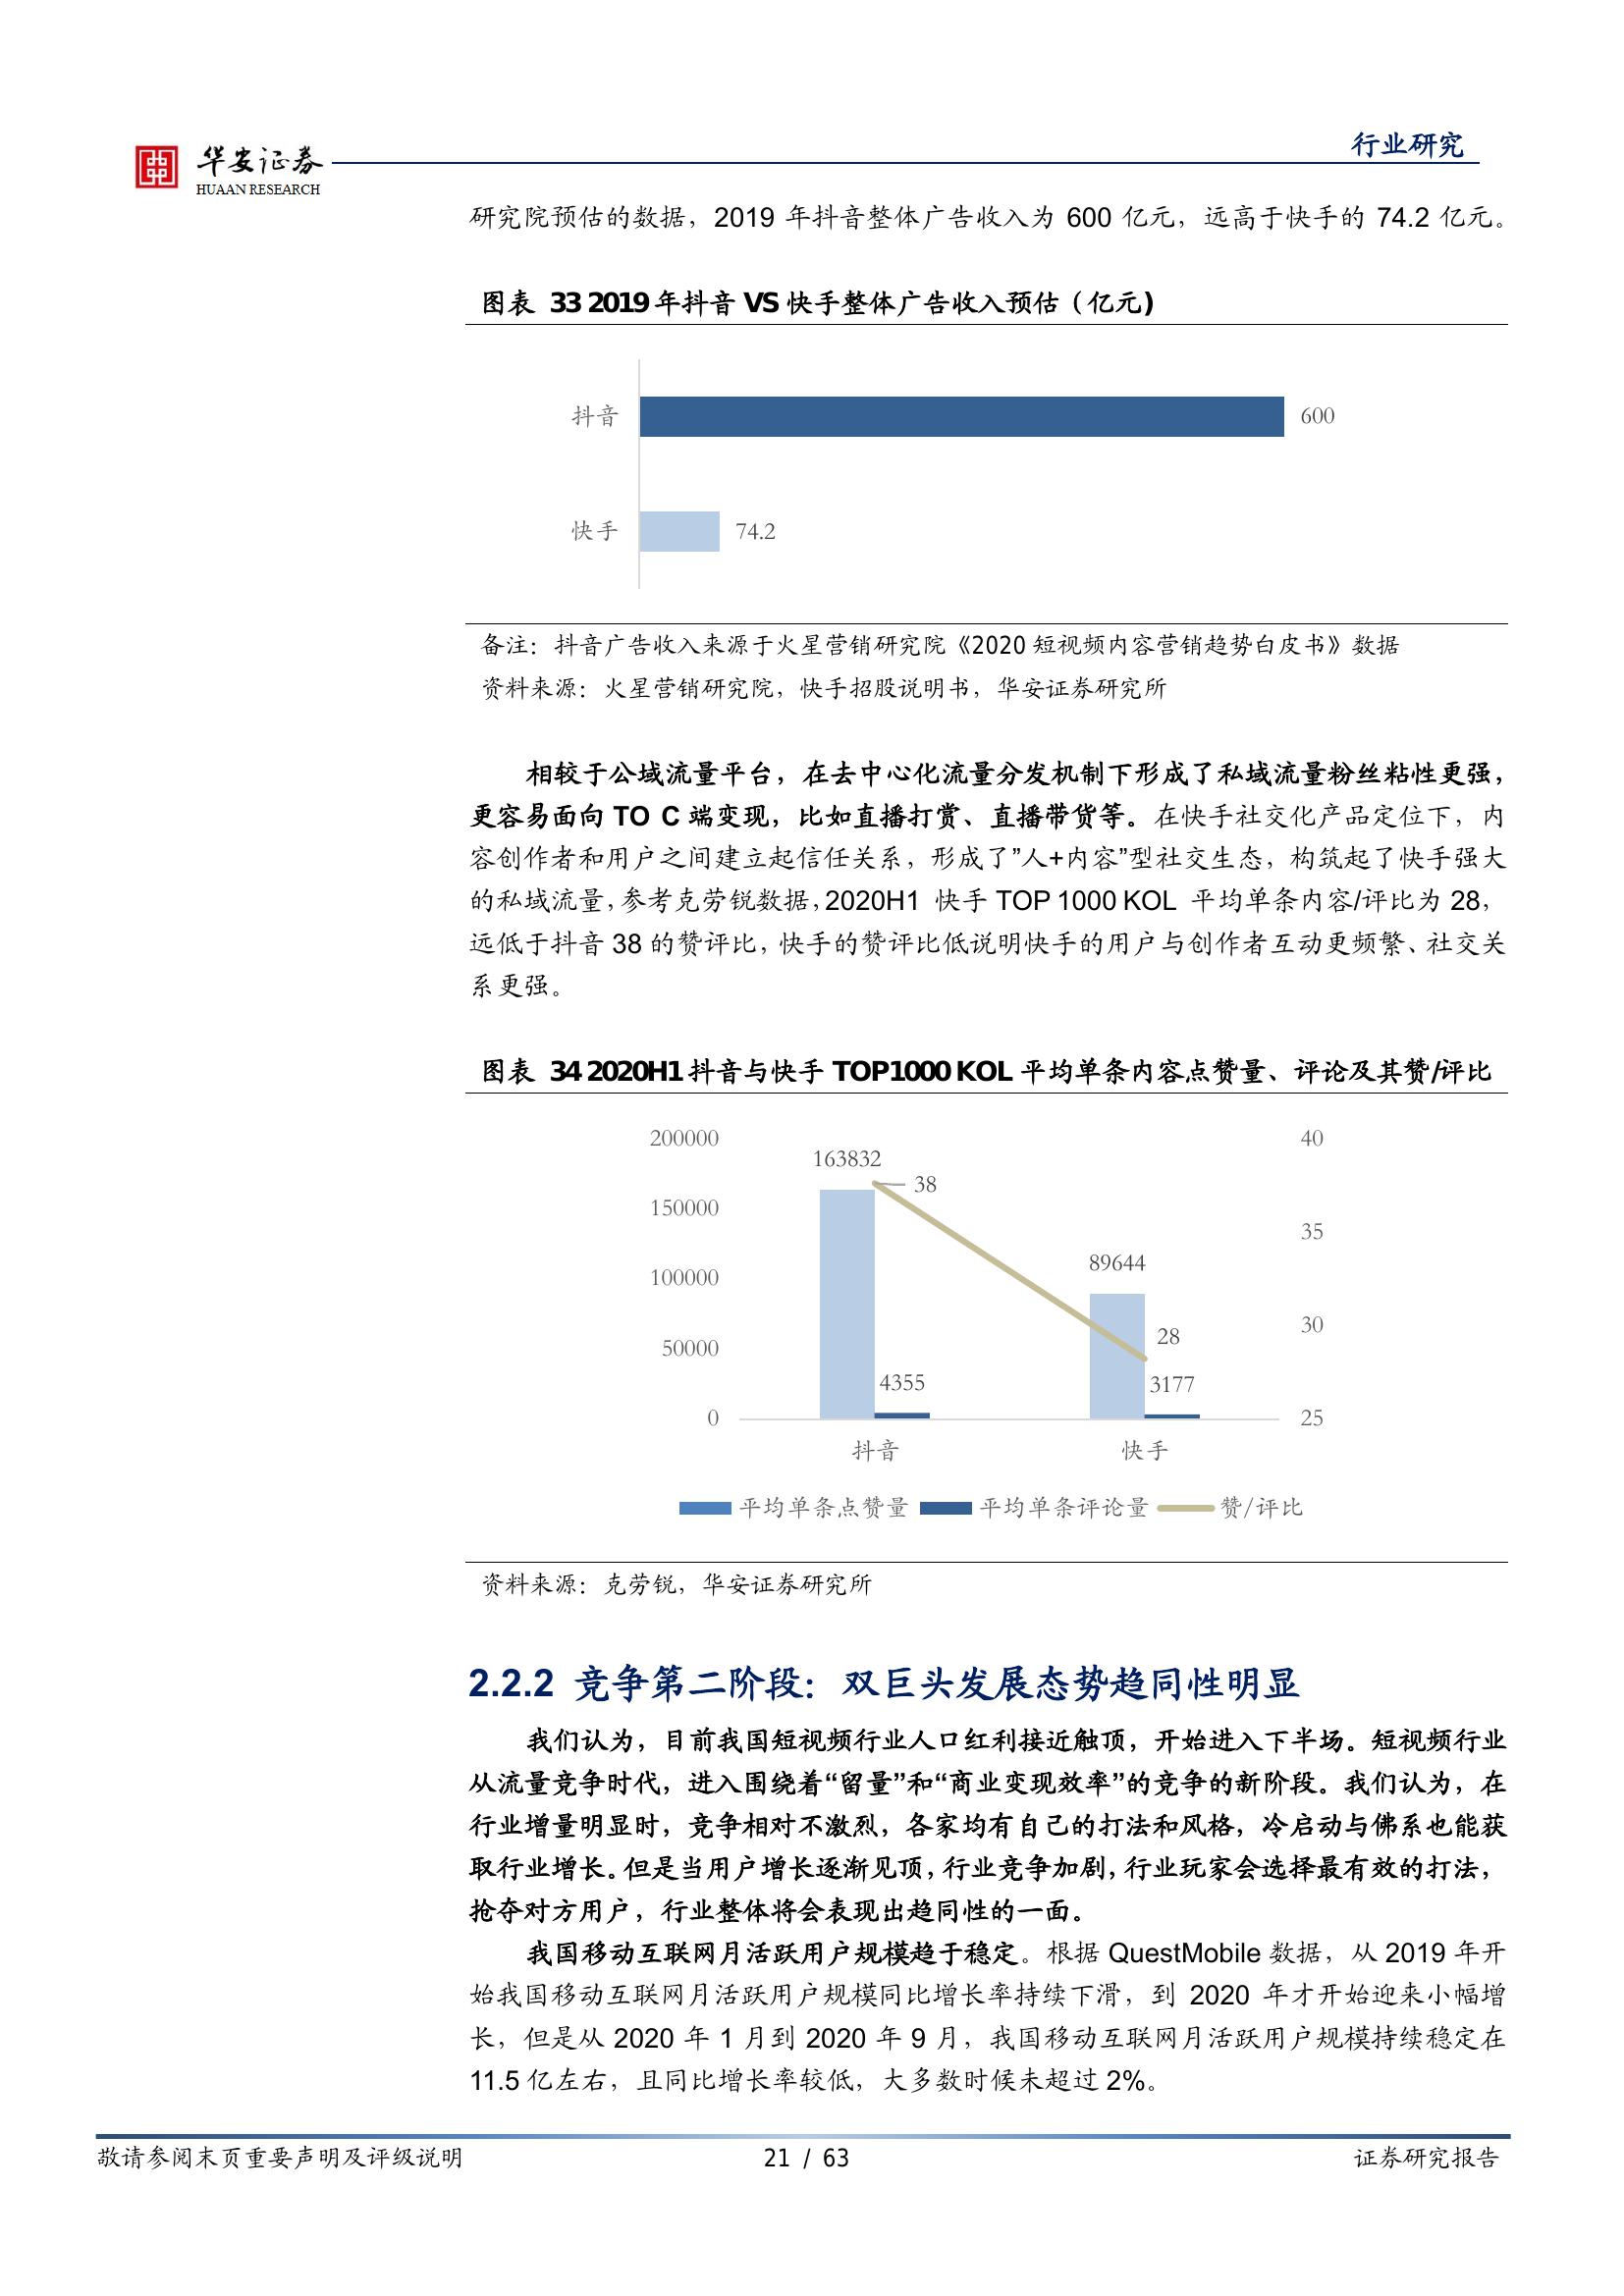 华安证券
HUAAN RESEARCH
行业研究
研究院预估的数据，2019 年抖音整体广告收入为 600 亿元，远高于快手的 74.2 亿元。
图表 33 2019 年抖音 VS 快手整体广告收入预估（亿元)
抖音
600
快手
74.2
备注：抖音广告收入来源于火星营销研究院《2020 短视频内容营销趋势白皮书》数据
资料来源：火星营销研究院，快手招股说明书，华安证券研究所
相较于公域流量平台，在去中心化流量分发机制下形成了私域流量粉丝粘性更强，
更容易面向 TO C 端变现，比如直播打赏、直播带货等。在快手社交化产品定位下，内
容创作者和用户之间建立起信任关系，形成了”人+内容”型社交生态，构筑起了快手强大
的私域流量，参考克劳锐数据，2020H1 快手 TOP 1000 KOL 平均单条内容/评比为 28，
远低于抖音 38 的赞评比，快手的赞评比低说明快手的用户与创作者互动更频繁、社交关
系更强。
图表 34 2020H1 抖音与快手 TOP1000 KOL 平均单条内容点赞量、评论及其赞/评比
200000
150000
100000
50000
0
163832
38
4355
89644
28
3177
40
35
30
25
抖音
快手
平均单条点赞量 平均单条评论量 赞/评比
资料来源：克劳锐，华安证券研究所
2.2.2 竞争第二阶段：双巨头发展态势趋同性明显
我们认为，目前我国短视频行业人口红利接近触顶，开始进入下半场。短视频行业
从流量竞争时代，进入围绕着“留量”和“商业变现效率”的竞争的新阶段。我们认为，在
行业增量明显时，竞争相对不激烈，各家均有自己的打法和风格，冷启动与佛系也能获
取行业增长。但是当用户增长逐渐见顶，行业竞争加剧，行业玩家会选择最有效的打法，
抢夺对方用户，行业整体将会表现出趋同性的一面。
我国移动互联网月活跃用户规模趋于稳定。根据 QuestMobile 数据，从 2019 年开
始我国移动互联网月活跃用户规模同比增长率持续下滑，到 2020 年才开始迎来小幅增
长，但是从 2020 年 1 月到 2020 年 9 月，我国移动互联网月活跃用户规模持续稳定在
11.5 亿左右，且同比增长率较低，大多数时候未超过 2%。
敬请参阅末页重要声明及评级说明
21 / 63
证券研究报告